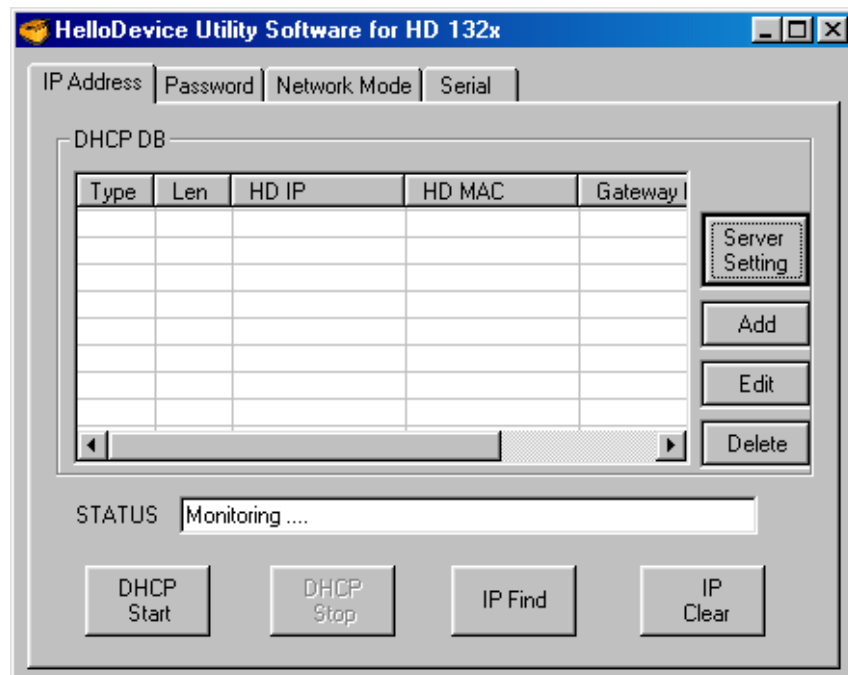 HelloDevice Utility Software for HD 132x
IP Address Password Network Mode Serial
DHCP DB
Type Len HD IP HD MAC Gateway I
Server
Setting
Add
Edit
Delete
STATUS Monitoring ....
DHCP
Start
DHCP
Stop
IP Find
IP
Clear